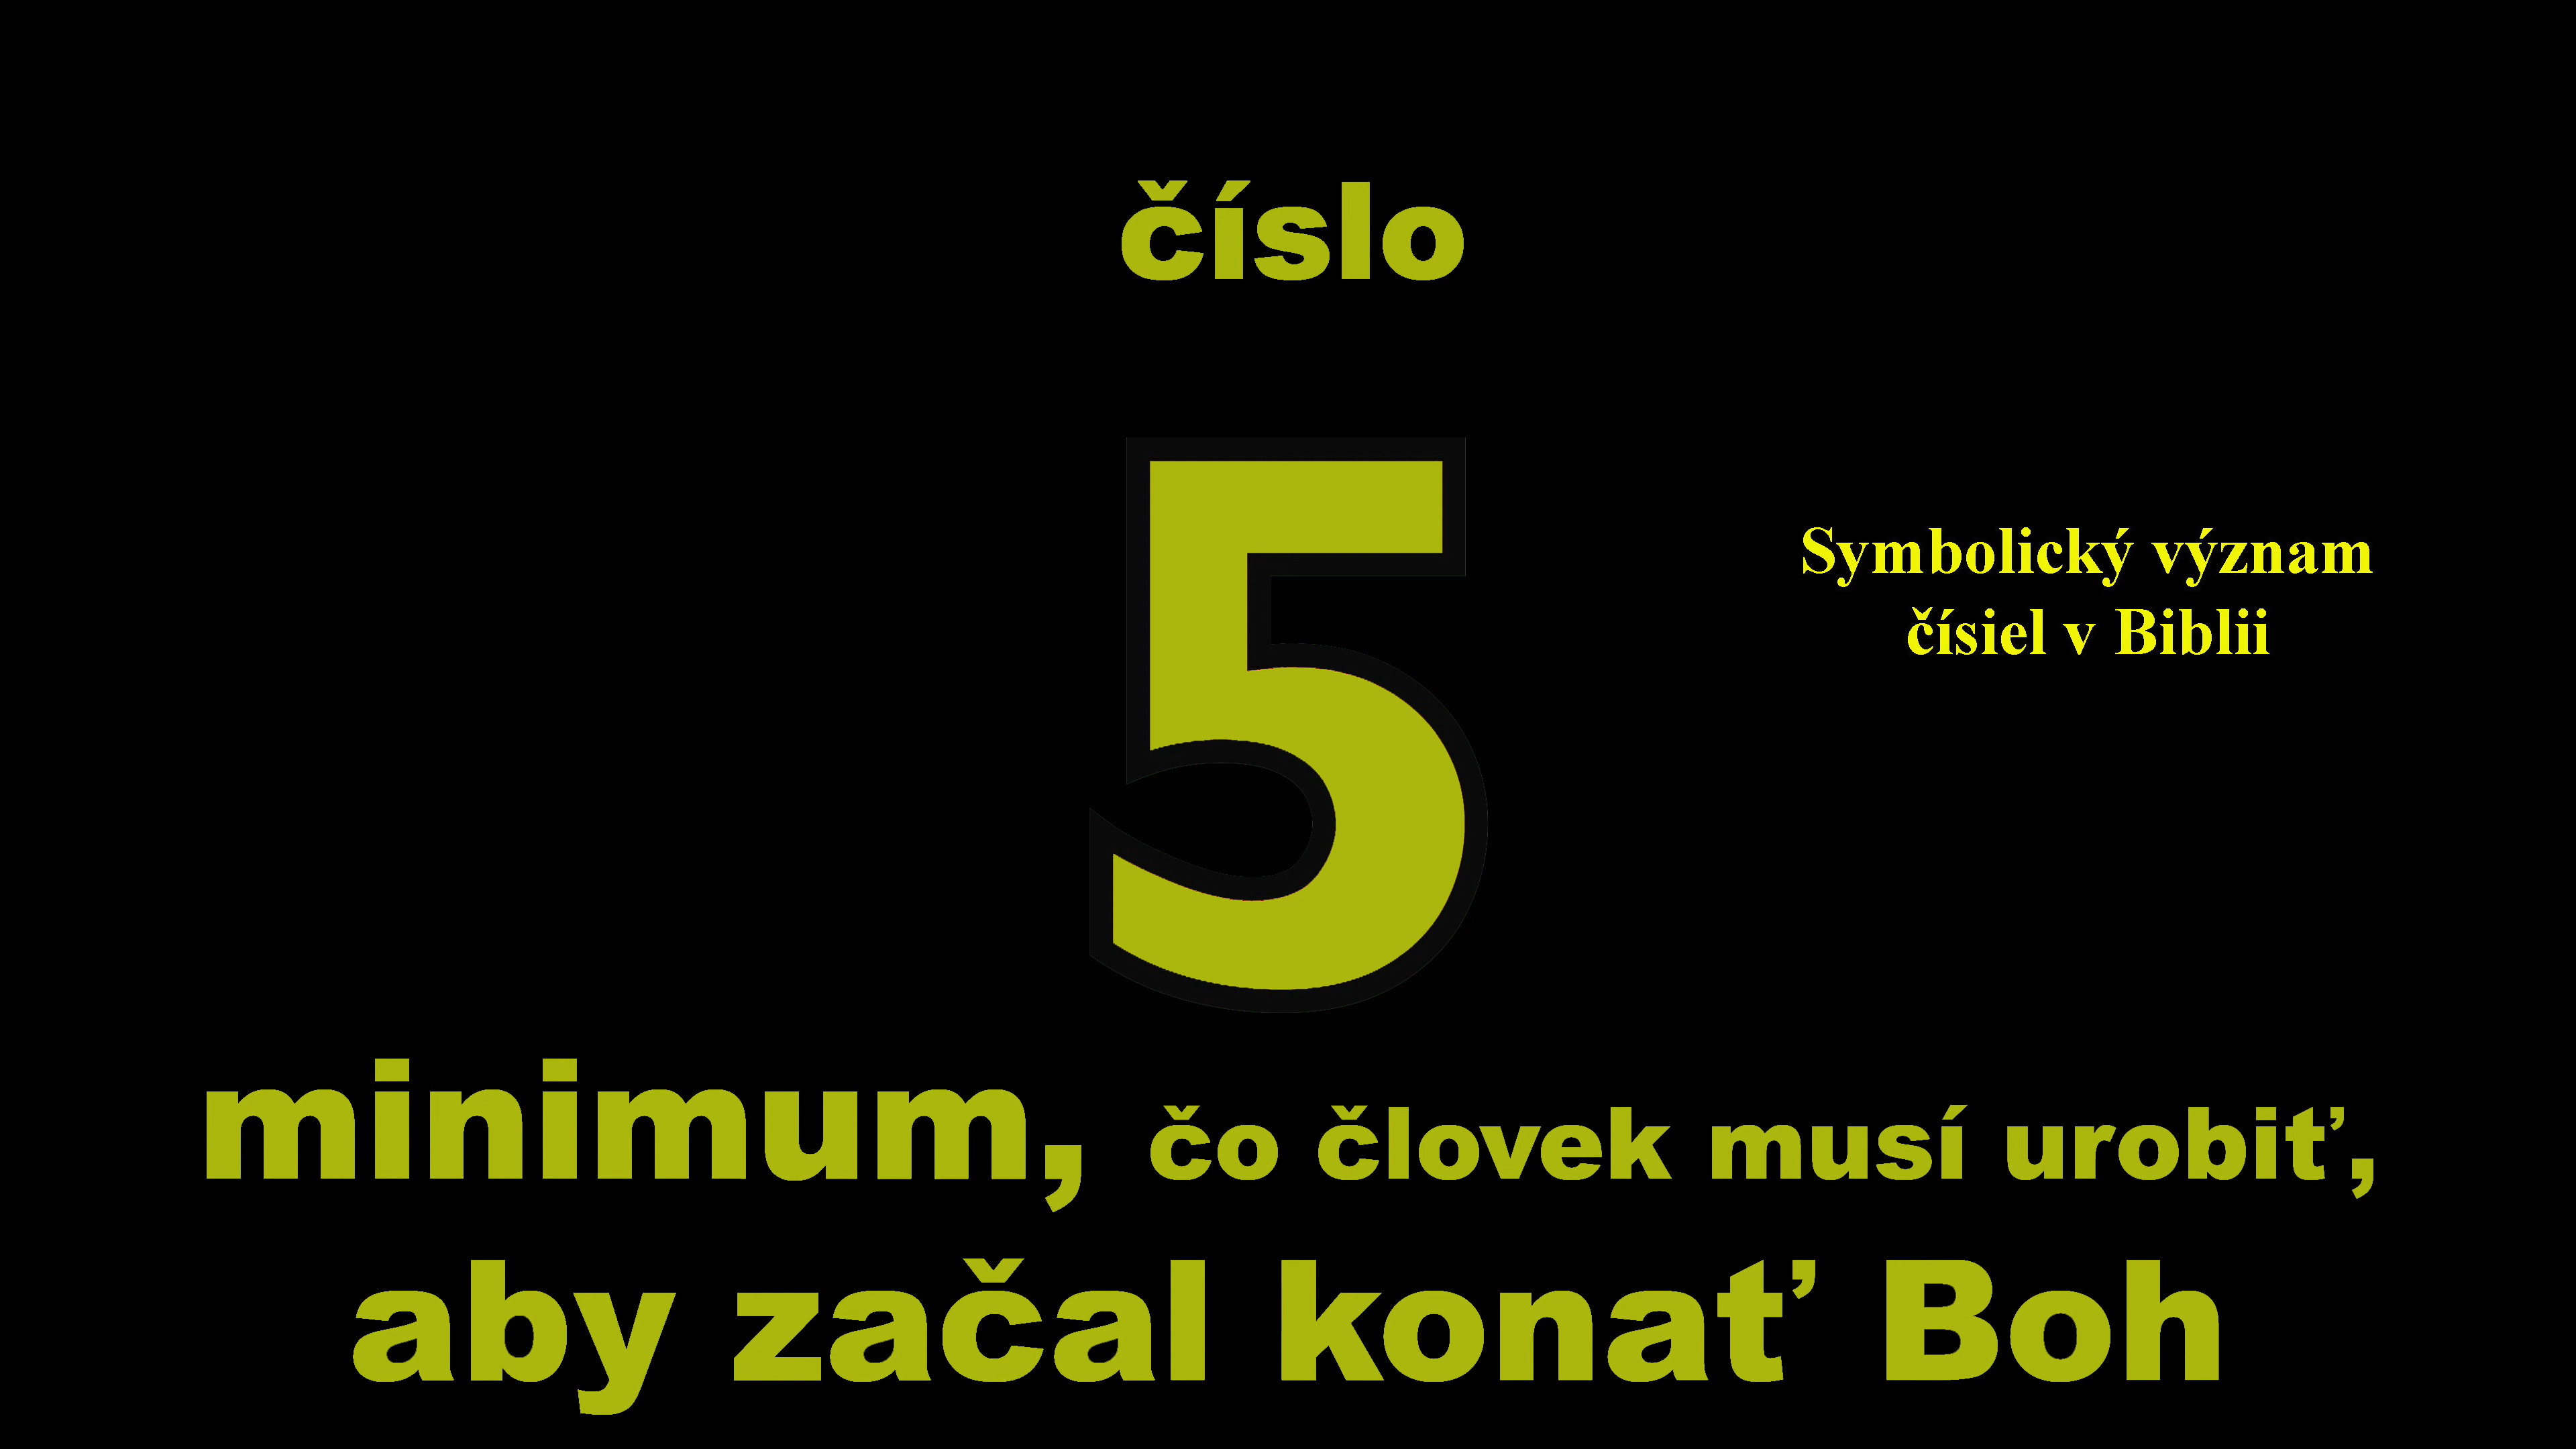 číslo
5
Symbolický význam
čísiel v Biblii
minimum, čo človek musí urobiť,
aby začal konať Boh